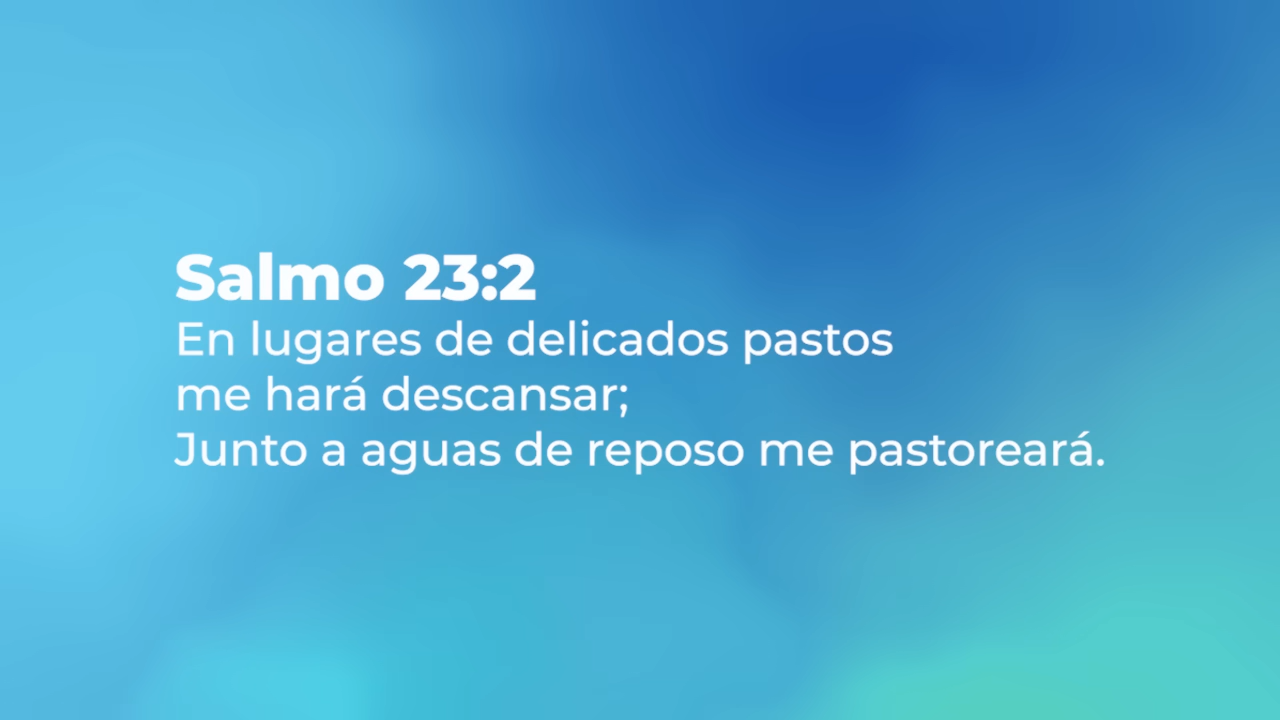 Salmo 23:2
En lugares de delicados pastos
me hará descansar;
Junto a aguas de reposo me pastoreará.